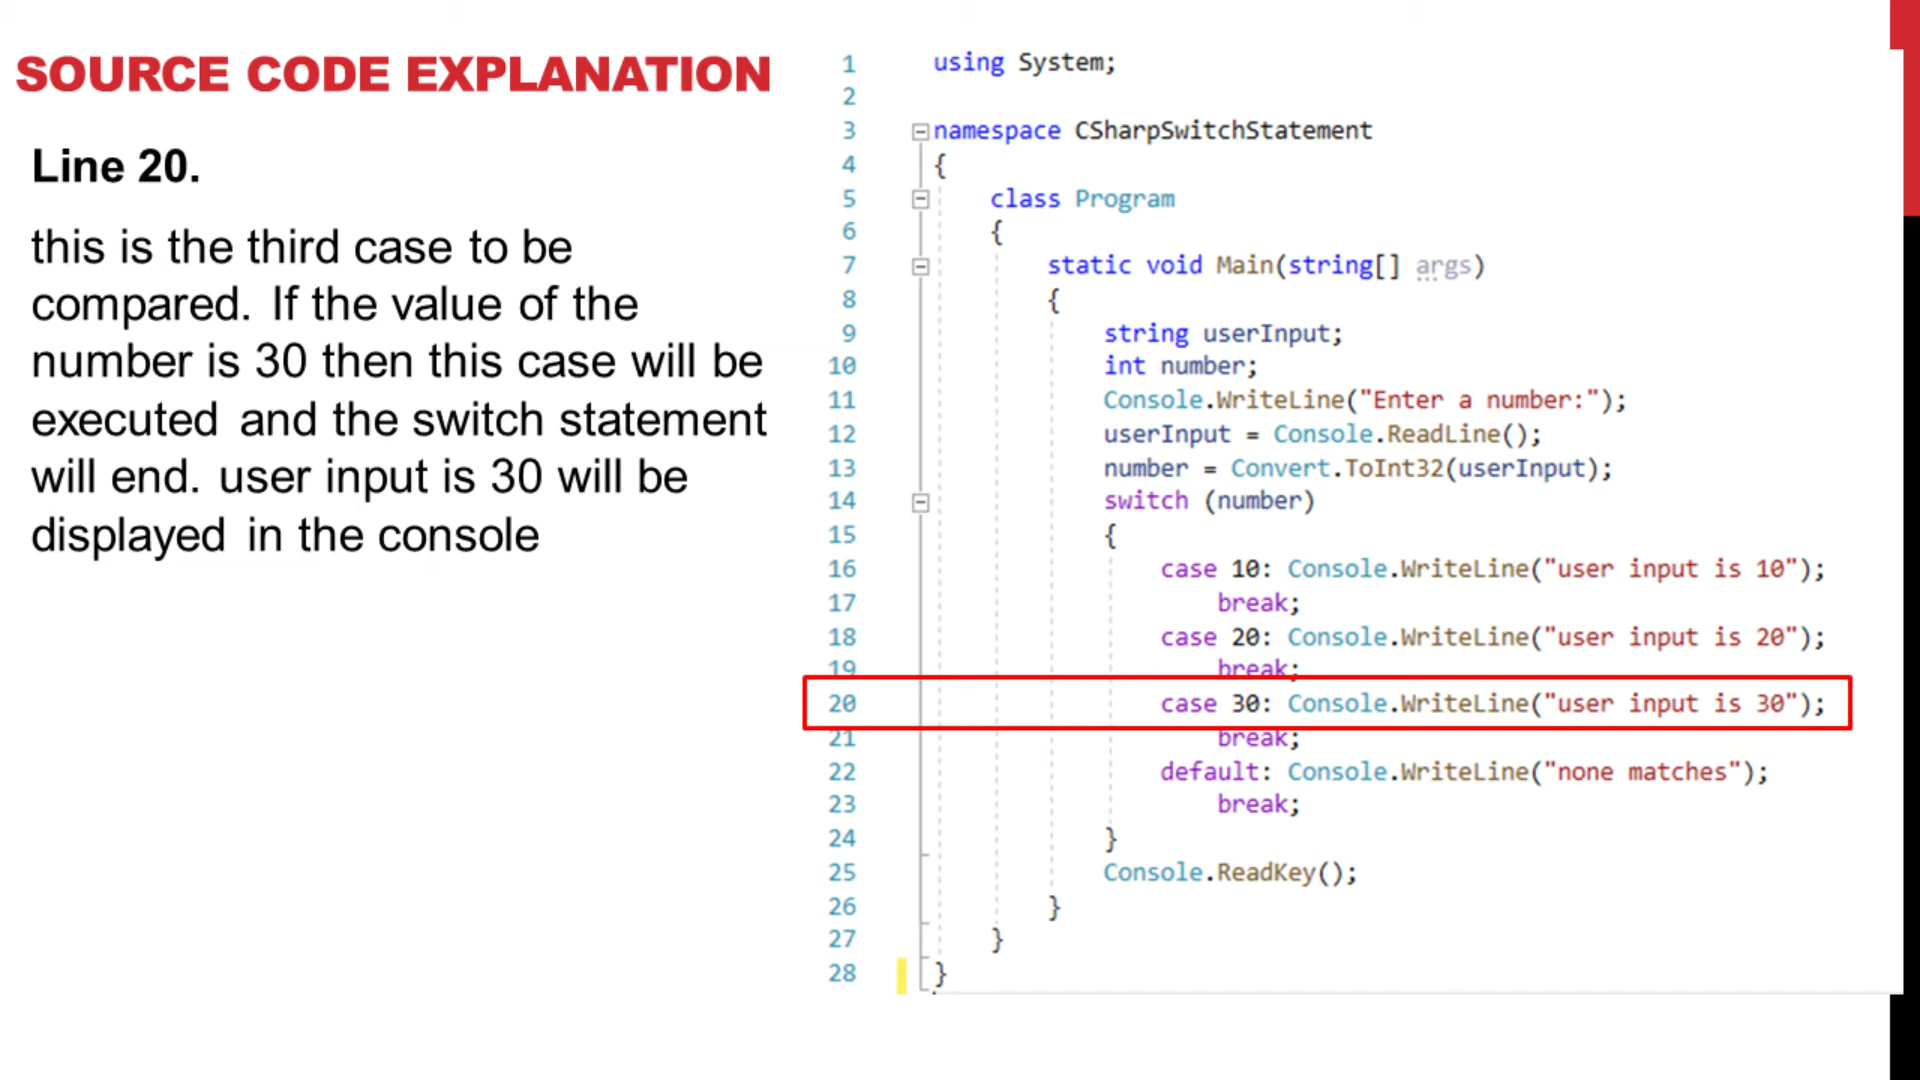 SOURCE CODE EXPLANATION
Line 20.
this is the third case to be
compared. If the value of the
number is 30 then this case will be
executed and the switch statement
will end. user input is 30 will be
displayed in the console
1 using System;
2
3 namespace CSharpSwitchStatement
4 {
5 class Program
6 {
7 static void Main(string[] args)
8 {
9 string userInput;
10 int number;
11 Console.WriteLine("Enter a number:");
12 userInput = Console.ReadLine();
13 number = Convert.ToInt32(userInput);
14 switch (number)
15 {
16 case 10: Console.WriteLine("user input is 10");
17 break;
18 case 20: Console.WriteLine("user input is 20");
19 break;
20 case 30: Console.WriteLine("user input is 30");
21 break;
22 default: Console.WriteLine("none matches");
23 break;
24 }
25 Console.ReadKey();
26 }
27 }
28 }